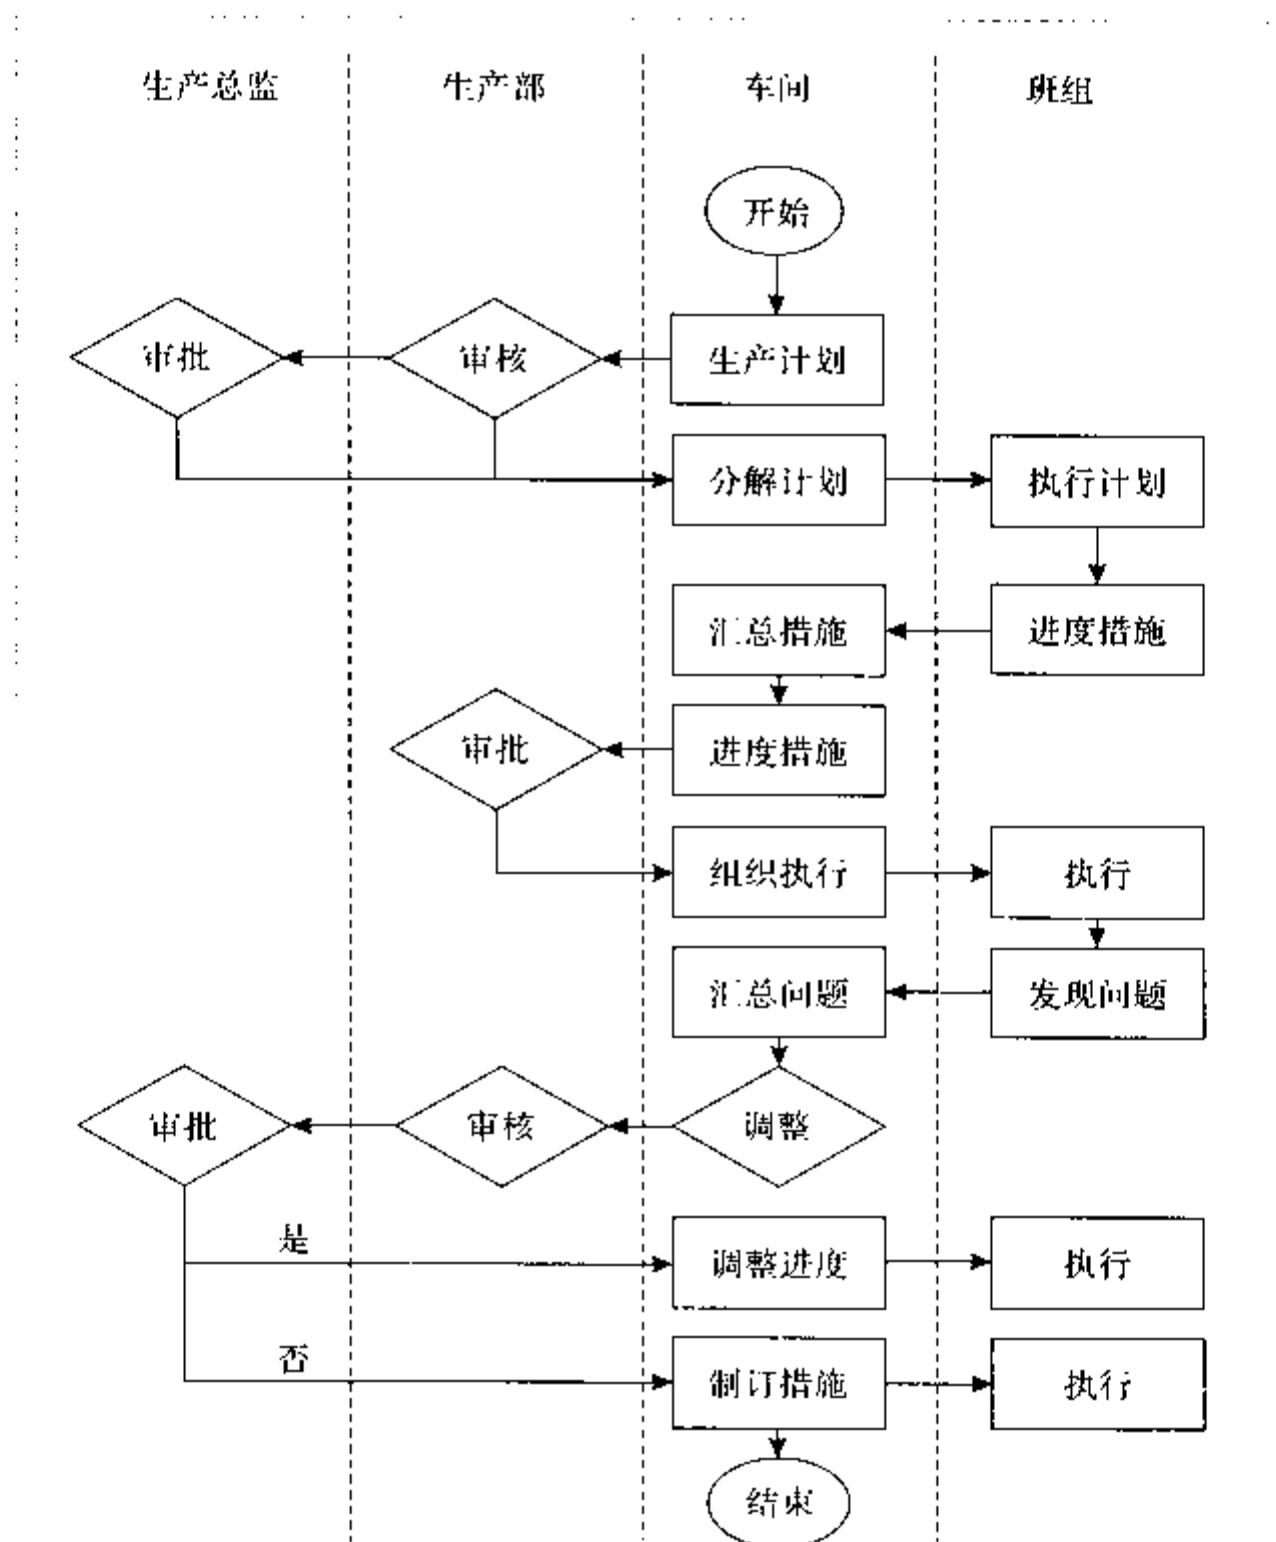 生产总监 生产部 车间 班组
开始
审批 审核 生产计划
分解计划 执行计划
汇总措施 进度措施
审批 进度措施
组织执行 执行
汇总问题 发现问题
审批 审核 调整
是 调整进度 执行
否 制订措施 执行
结束